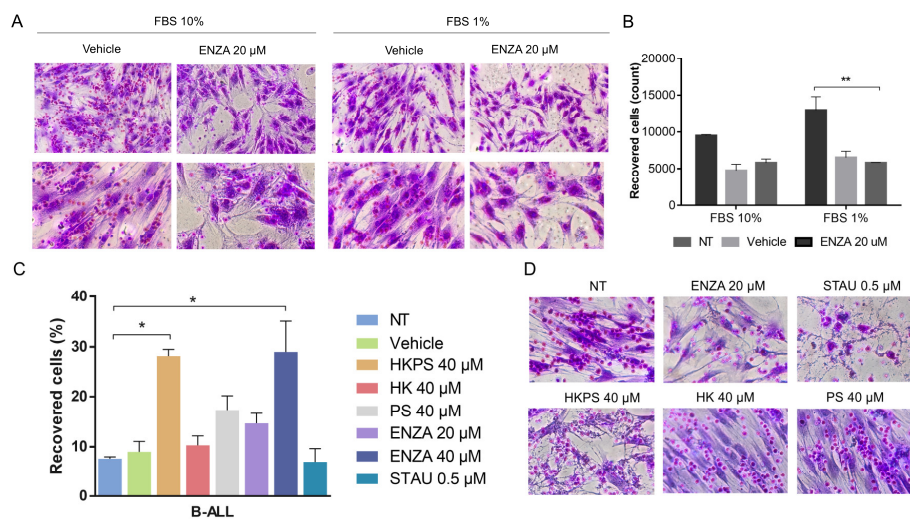 A
FBS 10%
FBS 1%
Vehicle
ENZA 20 µM
Vehicle
ENZA 20 µM
B
Recovered cells (count)
20000
15000
10000
5000
0
**
FBS 10%
FBS 1%
NT
Vehicle
ENZA 20 uM
C
Recovered cells (%)
40
30
20
10
0
*
*
B-ALL
NT
Vehicle
HKPS 40 µM
HK 40 µM
PS 40 µM
ENZA 20 µM
ENZA 40 µM
STAU 0.5 µM
D
NT
ENZA 20 µM
STAU 0.5 µM
HKPS 40 µM
HK 40 µM
PS 40 µM